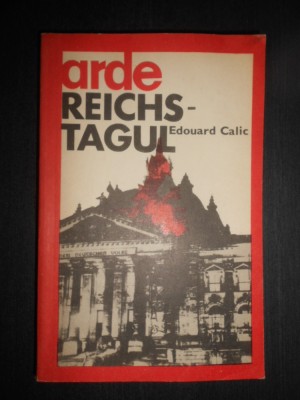 arde
REICHS-
TAGUL
Edouard Calic